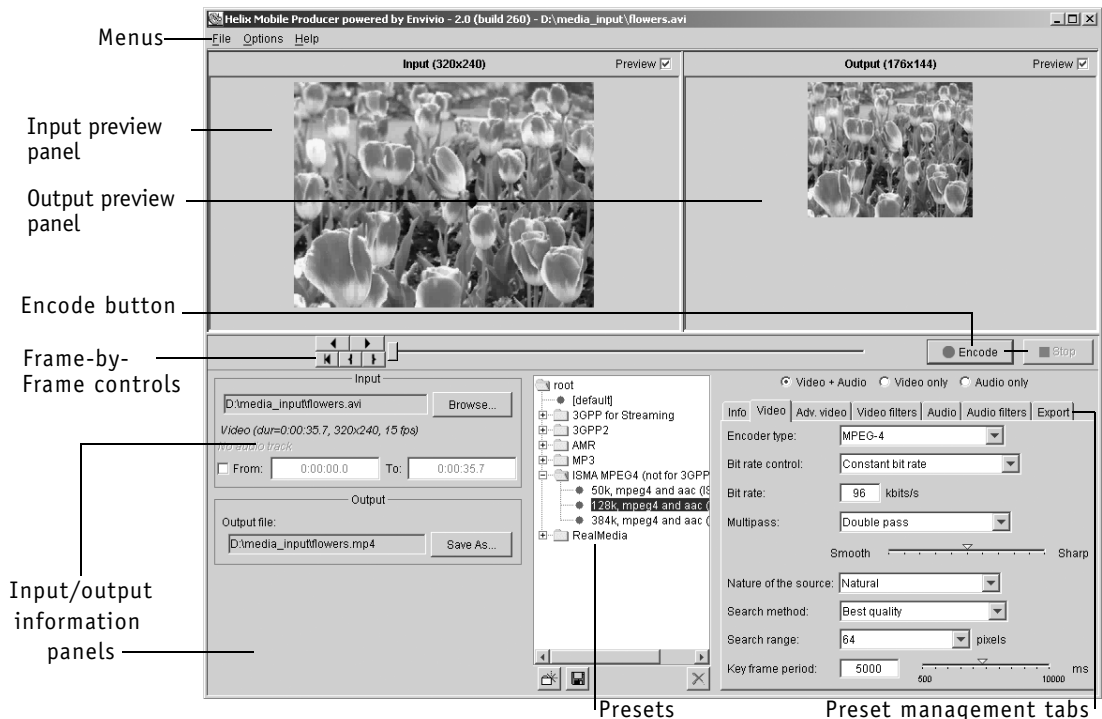 Helix Mobile Producer powered by Envivio - 2.0 (build 260) - D:\media_input\flowers.avi
Menus
File Options Help
Input (320x240) Preview
Output (176x144) Preview
Input preview
panel
Output preview
panel
Encode button
Encode
Stop
Frame-by-
Frame controls
Input
D:\media_input\flowers.avi
Browse...
Video (dur=0:00:35.7, 320x240, 15 fps)
No audio track
From: 0:00:00.0 To: 0:00:35.7
Output
Output file:
D:\media_input\flowers.mp4
Save As...
Input/output
information
panels
root
[default]
3GPP for Streaming
3GPP2
AMR
MP3
ISMA MPEG4 (not for 3GPP
50k, mpeg4 and aac (IS
128k, mpeg4 and aac (
384k, mpeg4 and aac (
RealMedia
Presets
Video + Audio Video only Audio only
Info Video Adv. video Video filters Audio Audio filters Export
Encoder type: MPEG-4
Bit rate control: Constant bit rate
Bit rate: 96 kbits/s
Multipass: Double pass
Smooth Sharp
Nature of the source: Natural
Search method: Best quality
Search range: 64 pixels
Key frame period: 5000 ms
500 10000
Preset management tabs